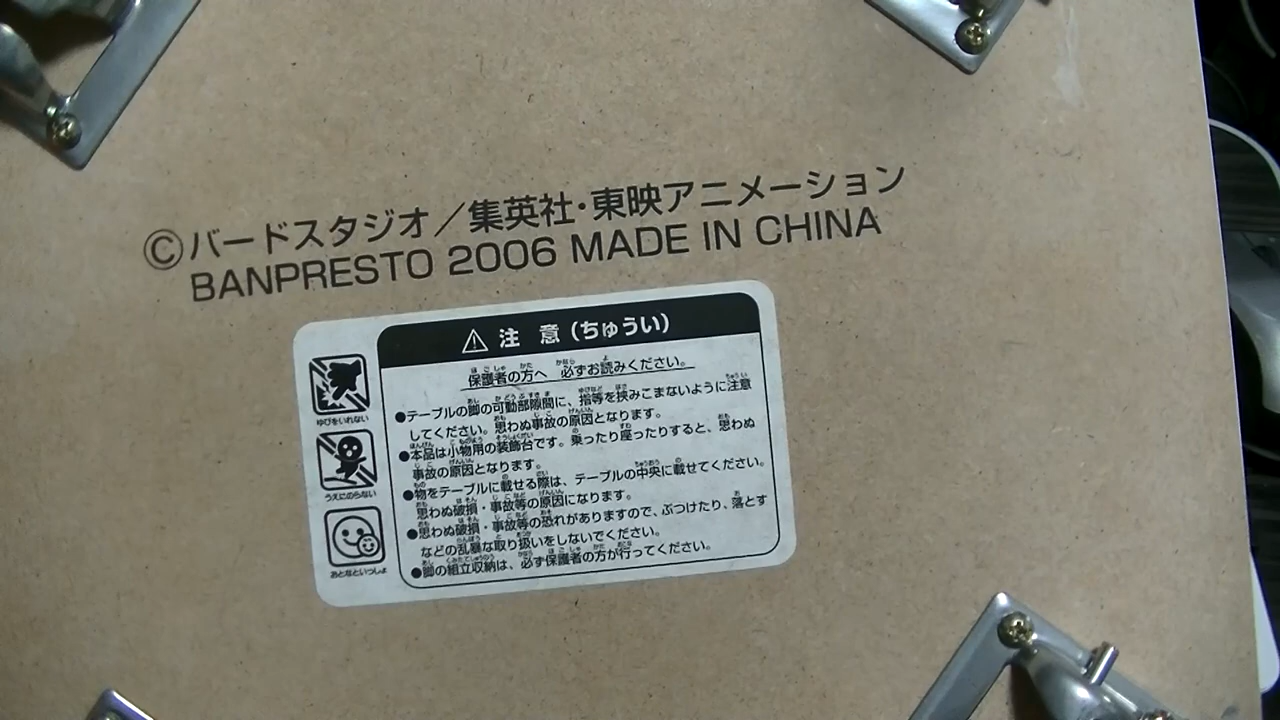 ©バードスタジオ／集英社・東映アニメーション
BANPRESTO 2006 MADE IN CHINA
⚠ 注 意（ちゅうい）
保護者の方へ 必ずお読みください。
●テーブルの脚の可動部隙間に、指等を挟みこまないように注意
してください。思わぬ事故の原因となります。
●本品は小物用の装飾台です。乗ったり座ったりすると、思わぬ
事故の原因となります。
●物をテーブルに載せる際は、テーブルの中央に載せてください。
思わぬ破損・事故等の原因になります。
●思わぬ破損・事故等の恐れがありますので、ぶつけたり、落とす
などの乱暴な取り扱いをしないでください。
●脚の組立収納は、必ず保護者の方が行ってください。
ゆびをいれない
うえにのらない
おとなといっしょ